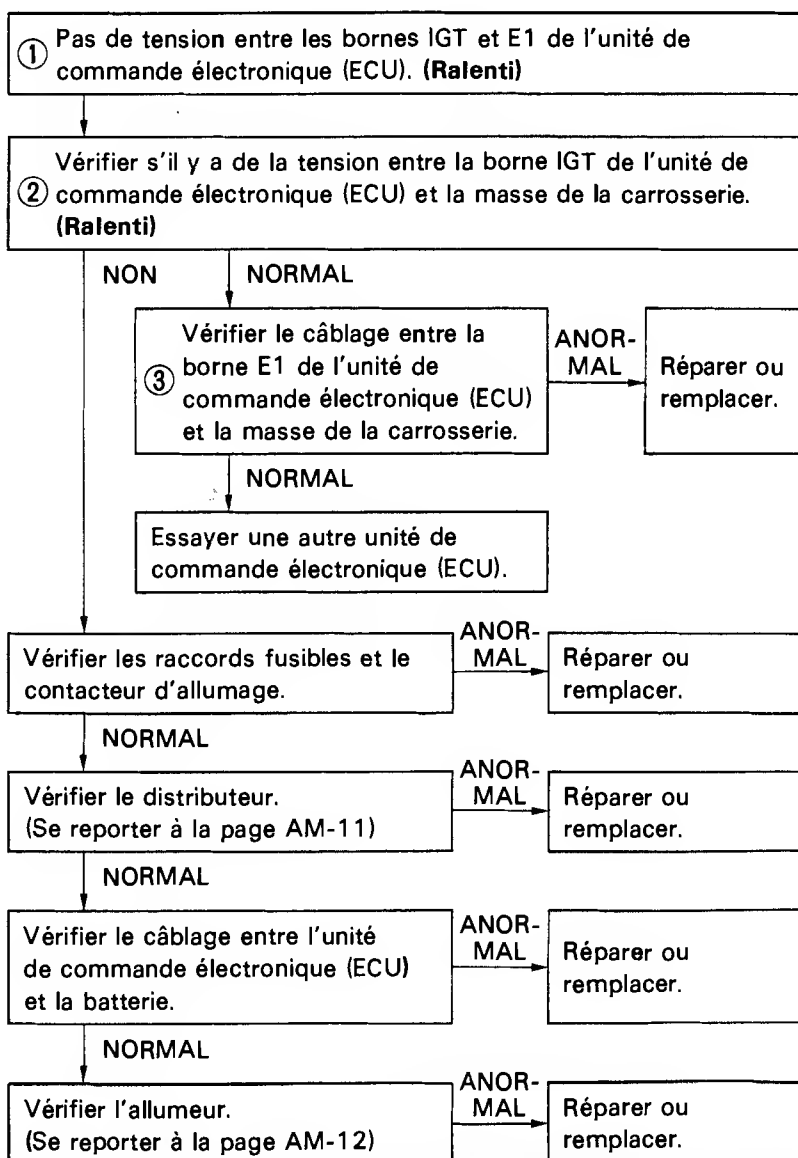 ① Pas de tension entre les bornes IGT et E1 de l'unité de
commande électronique (ECU). (Ralenti)
② Vérifier s'il y a de la tension entre la borne IGT de l'unité de
commande électronique (ECU) et la masse de la carrosserie.
(Ralenti)
NON
NORMAL
③ Vérifier le câblage entre la
borne E1 de l'unité de
commande électronique (ECU)
et la masse de la carrosserie.
ANOR-
MAL
Réparer ou
remplacer.
NORMAL
Essayer une autre unité de
commande électronique (ECU).
Vérifier les raccords fusibles et le
contacteur d'allumage.
ANOR-
MAL
Réparer ou
remplacer.
NORMAL
Vérifier le distributeur.
(Se reporter à la page AM-11)
ANOR-
MAL
Réparer ou
remplacer.
NORMAL
Vérifier le câblage entre l'unité
de commande électronique (ECU)
et la batterie.
ANOR-
MAL
Réparer ou
remplacer.
NORMAL
Vérifier l'allumeur.
(Se reporter à la page AM-12)
ANOR-
MAL
Réparer ou
remplacer.